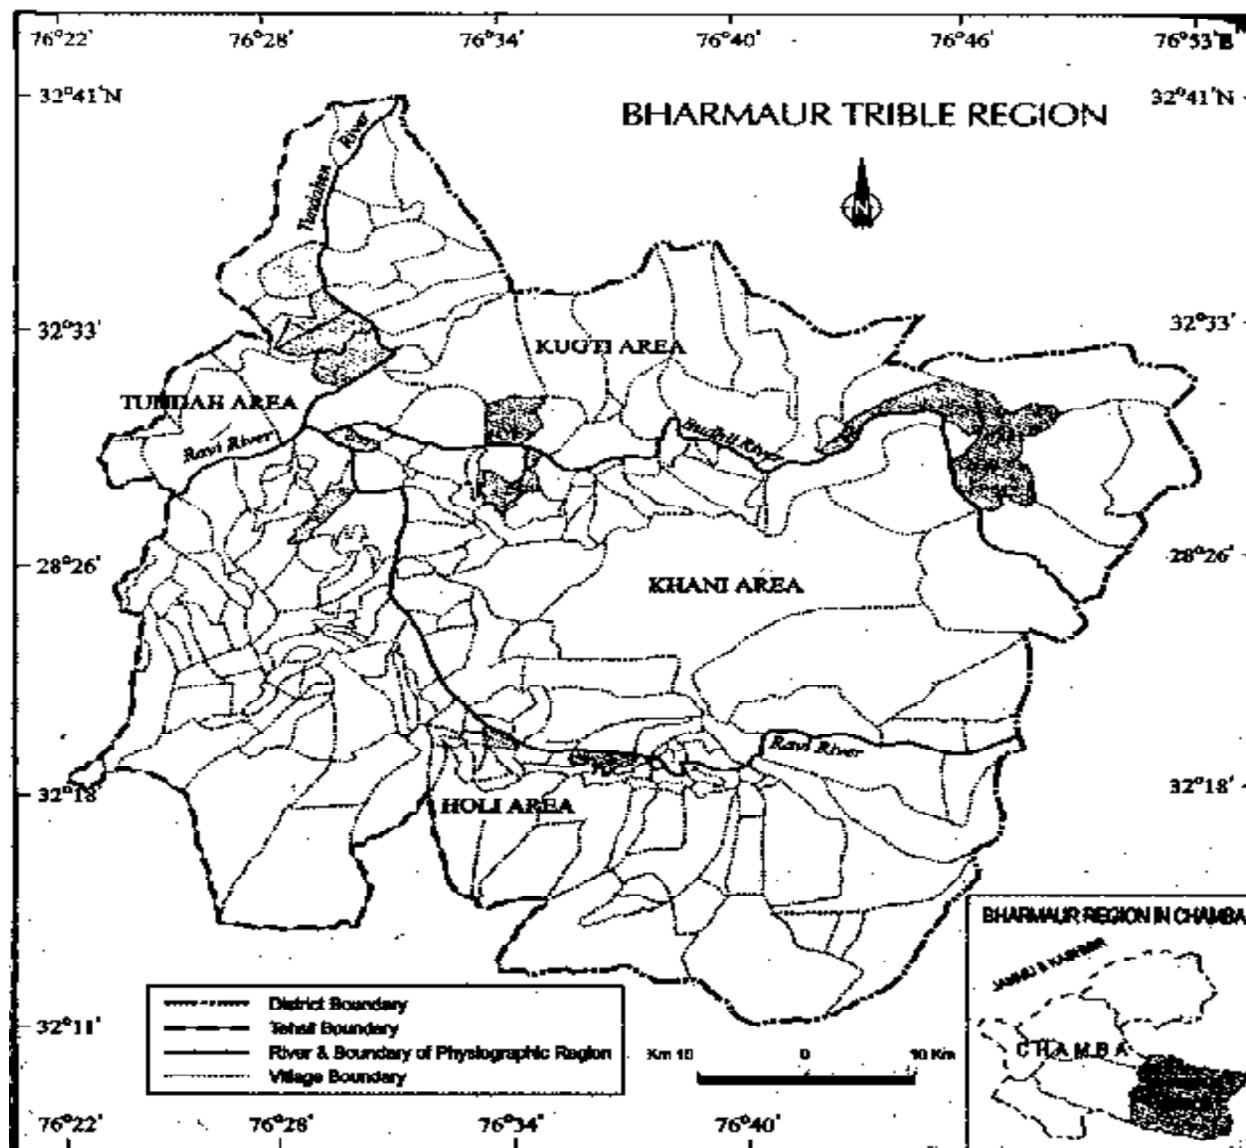 76°22' 76°28' 76°34' 76°40' 76°46' 76°53'E
32°41'N 32°41'N
BHARMAUR TRIBLE REGION
River
Tundahen
N
32°33' 32°33'
KUGTI AREA
TUNDAH AREA
Ravi River
Budhil River
28°26' 28°26'
KHANI AREA
Ravi River
32°18' 32°18'
HOLI AREA
BHARMAUR REGION IN CHAMBA
JAMMU & KASHMIR
CHAMBA
District Boundary
Tehsil Boundary
River & Boundary of Physiographic Region
Village Boundary
32°11'
Km 10 0 10 Km
76°22' 76°28' 76°34' 76°40'